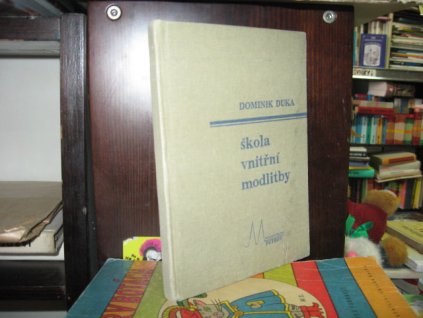 DOMINIK DUKA
škola
vnitřní
modlitby